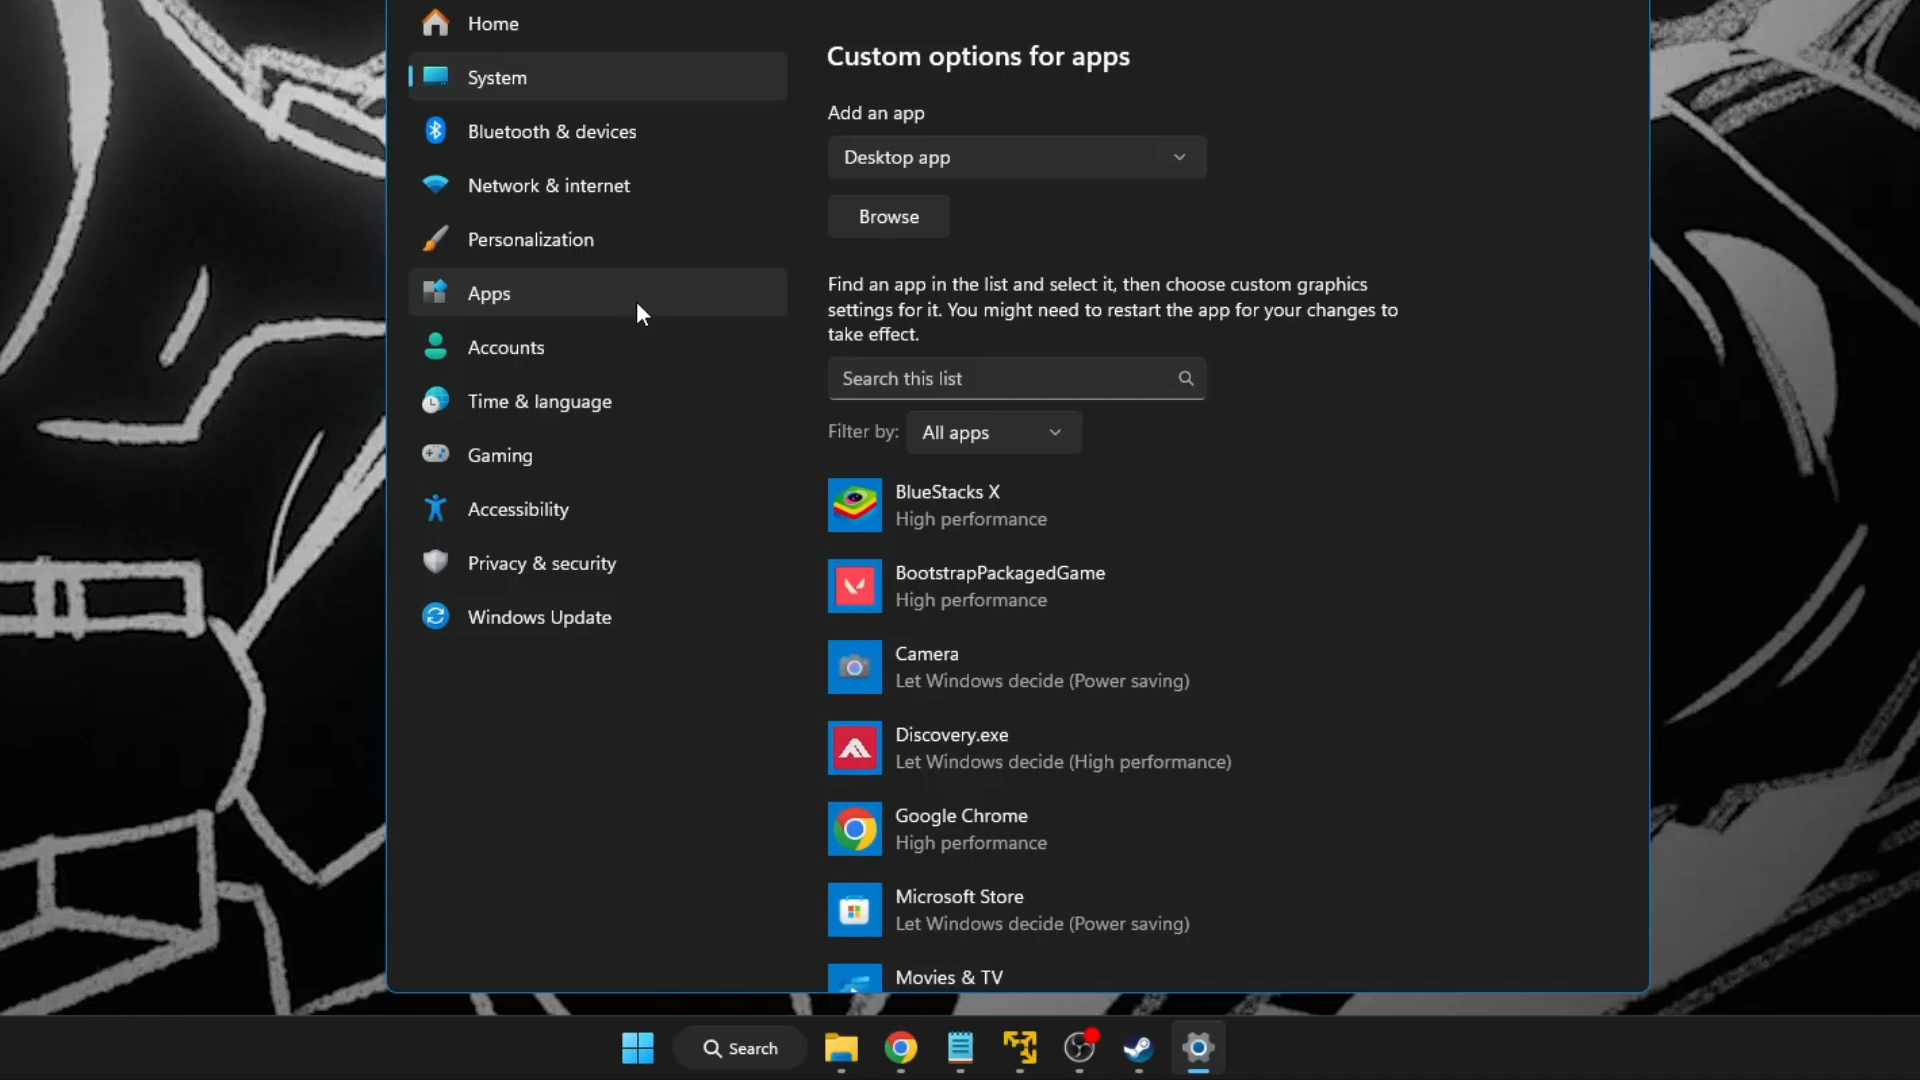 Home
System
Bluetooth & devices
Network & internet
Personalization
Apps
Accounts
Time & language
Gaming
Accessibility
Privacy & security
Windows Update
Custom options for apps
Add an app
Desktop app
Browse
Find an app in the list and select it, then choose custom graphics
settings for it. You might need to restart the app for your changes to
take effect.
Search this list
Filter by: All apps
BlueStacks X
High performance
BootstrapPackagedGame
High performance
Camera
Let Windows decide (Power saving)
Discovery.exe
Let Windows decide (High performance)
Google Chrome
High performance
Microsoft Store
Let Windows decide (Power saving)
Movies & TV
Search